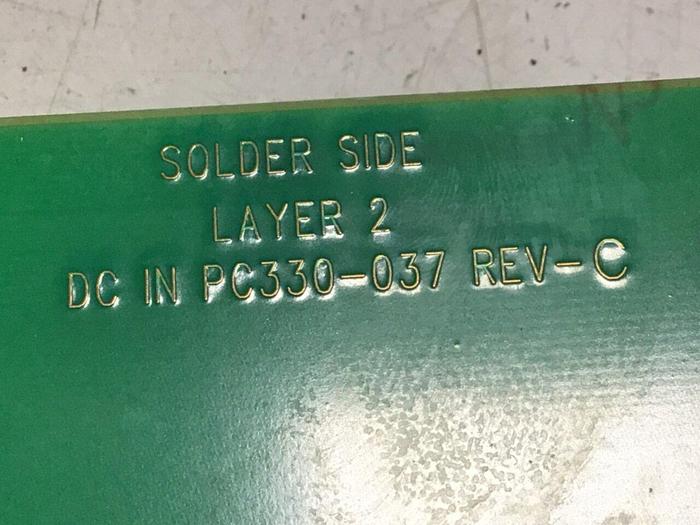 SOLDER SIDE
LAYER 2
DC IN PC330-037 REV-C